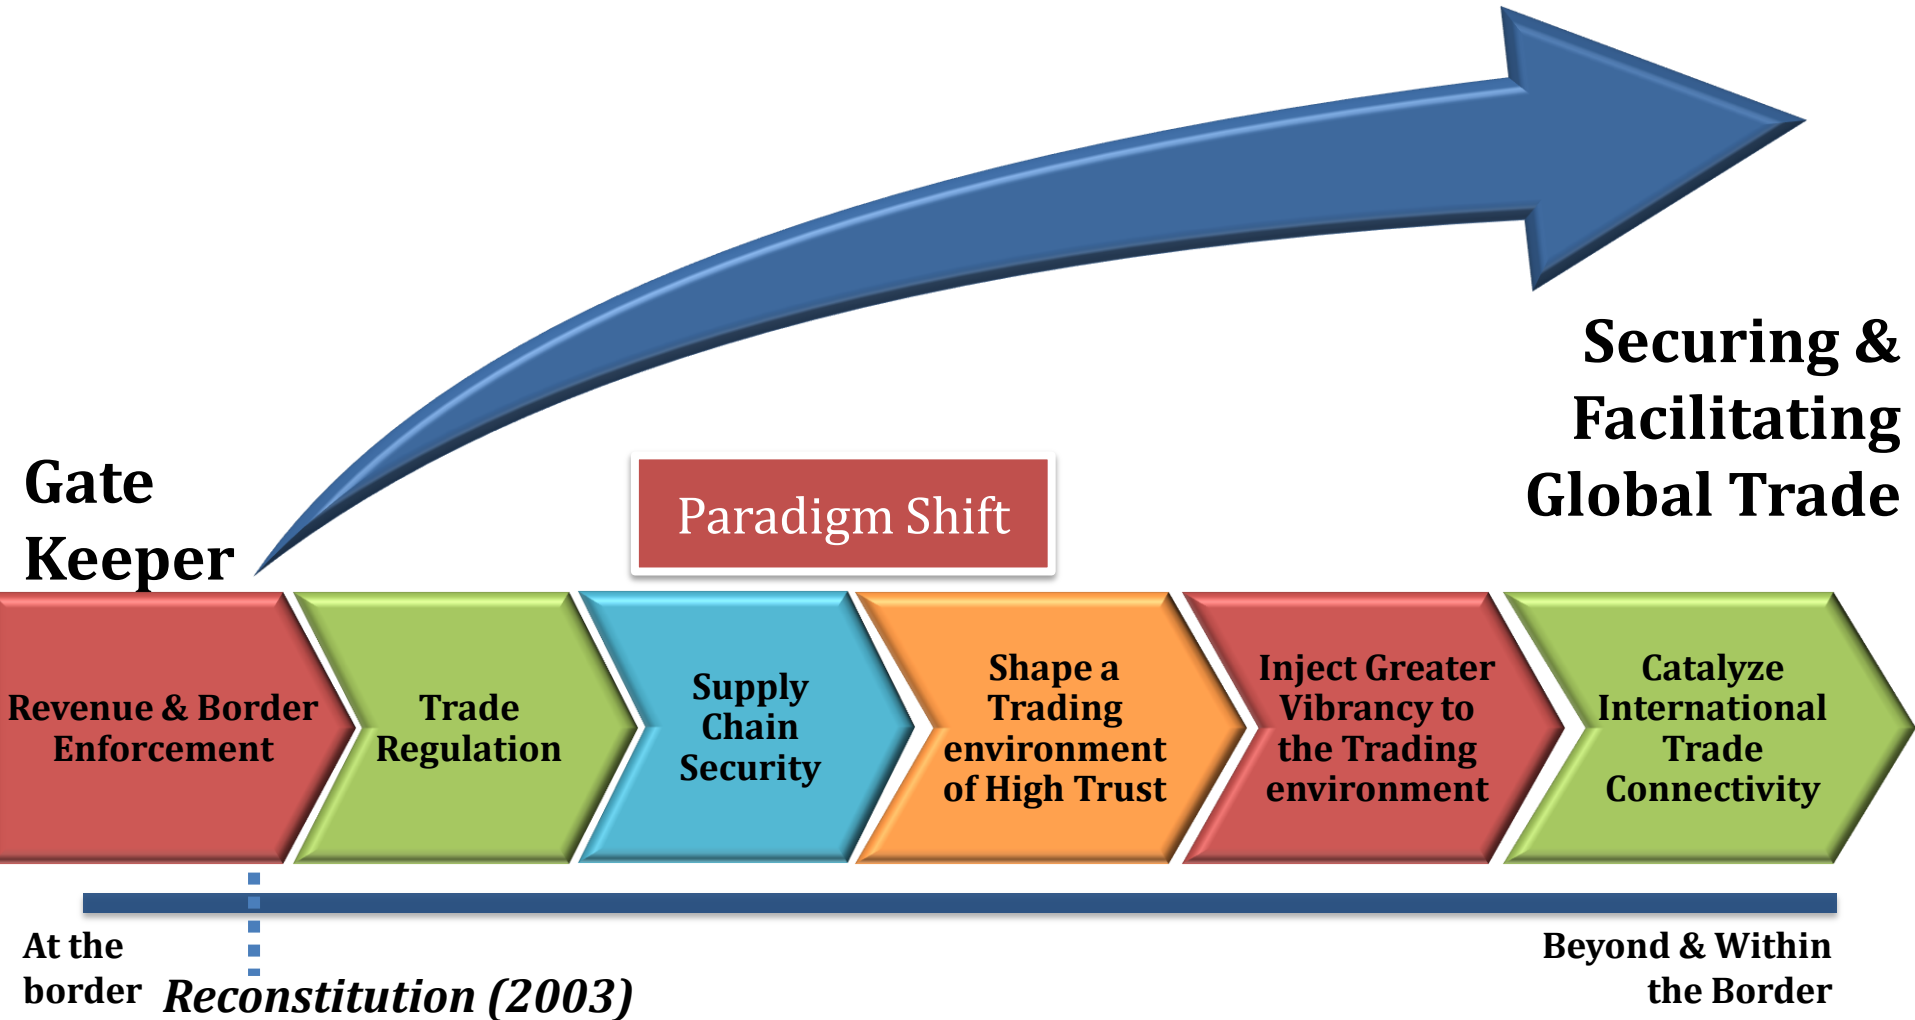 Securing &
Facilitating
Global Trade
Gate
Keeper
Paradigm Shift
Revenue & Border
Enforcement
Trade
Regulation
Supply
Chain
Security
Shape a
Trading
environment
of High Trust
Inject Greater
Vibrancy to
the Trading
environment
Catalyze
International
Trade
Connectivity
At the
border
Reconstitution (2003)
Beyond & Within
the Border